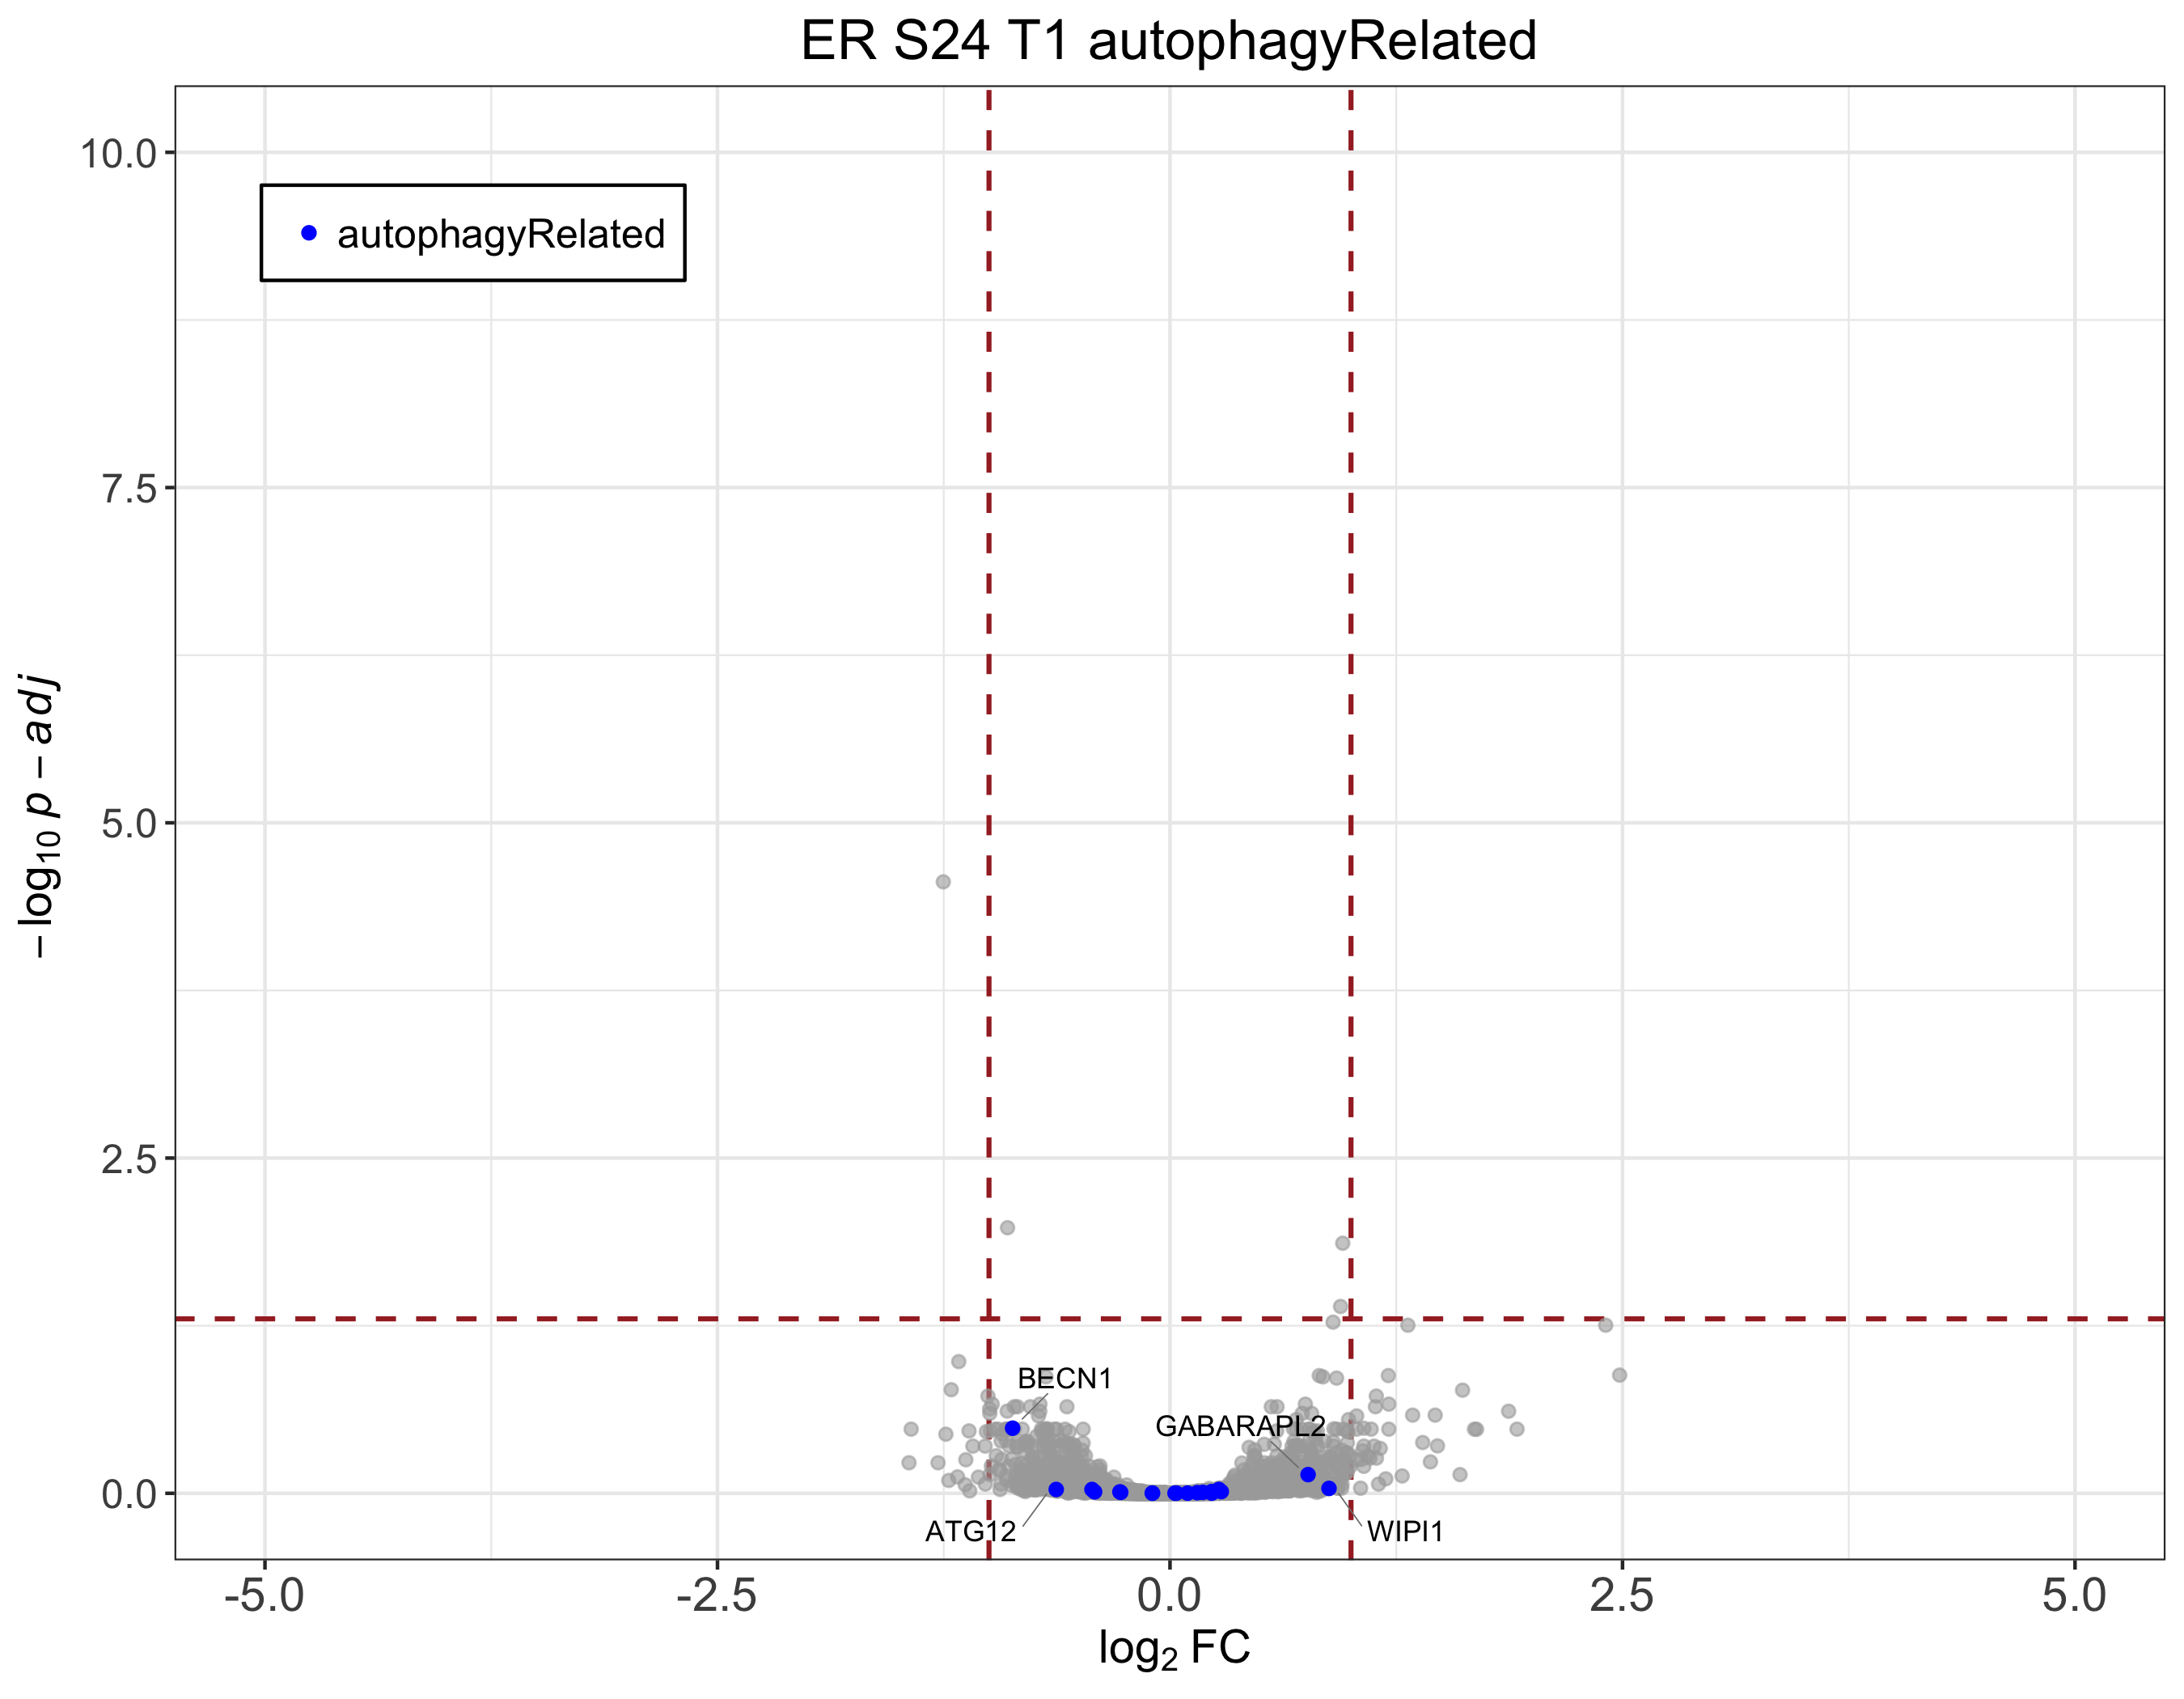 ER S24 T1 autophagyRelated
10.0
autophagyRelated
7.5
5.0
2.5
0.0
−log10 p − adj
BECN1
GABARAPL2
ATG12
WIPI1
-5.0 -2.5 0.0 2.5 5.0
log2 FC